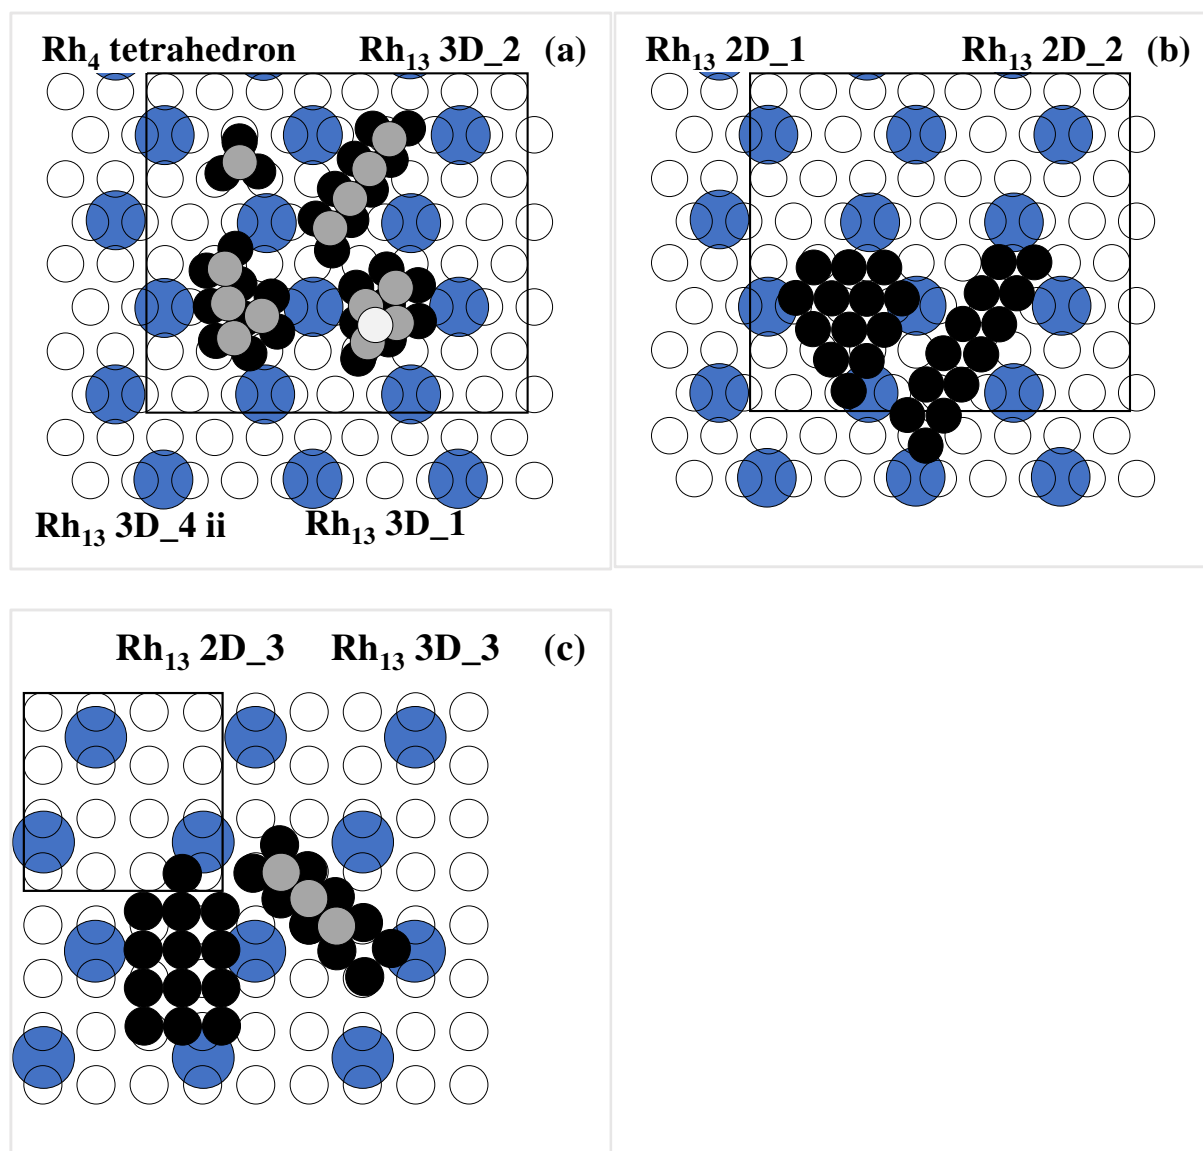 Rh₄ tetrahedron Rh₁₃ 3D_2 (a)
Rh₁₃ 3D_4 ii Rh₁₃ 3D_1
Rh₁₃ 2D_1 Rh₁₃ 2D_2 (b)
Rh₁₃ 2D_3 Rh₁₃ 3D_3 (c)